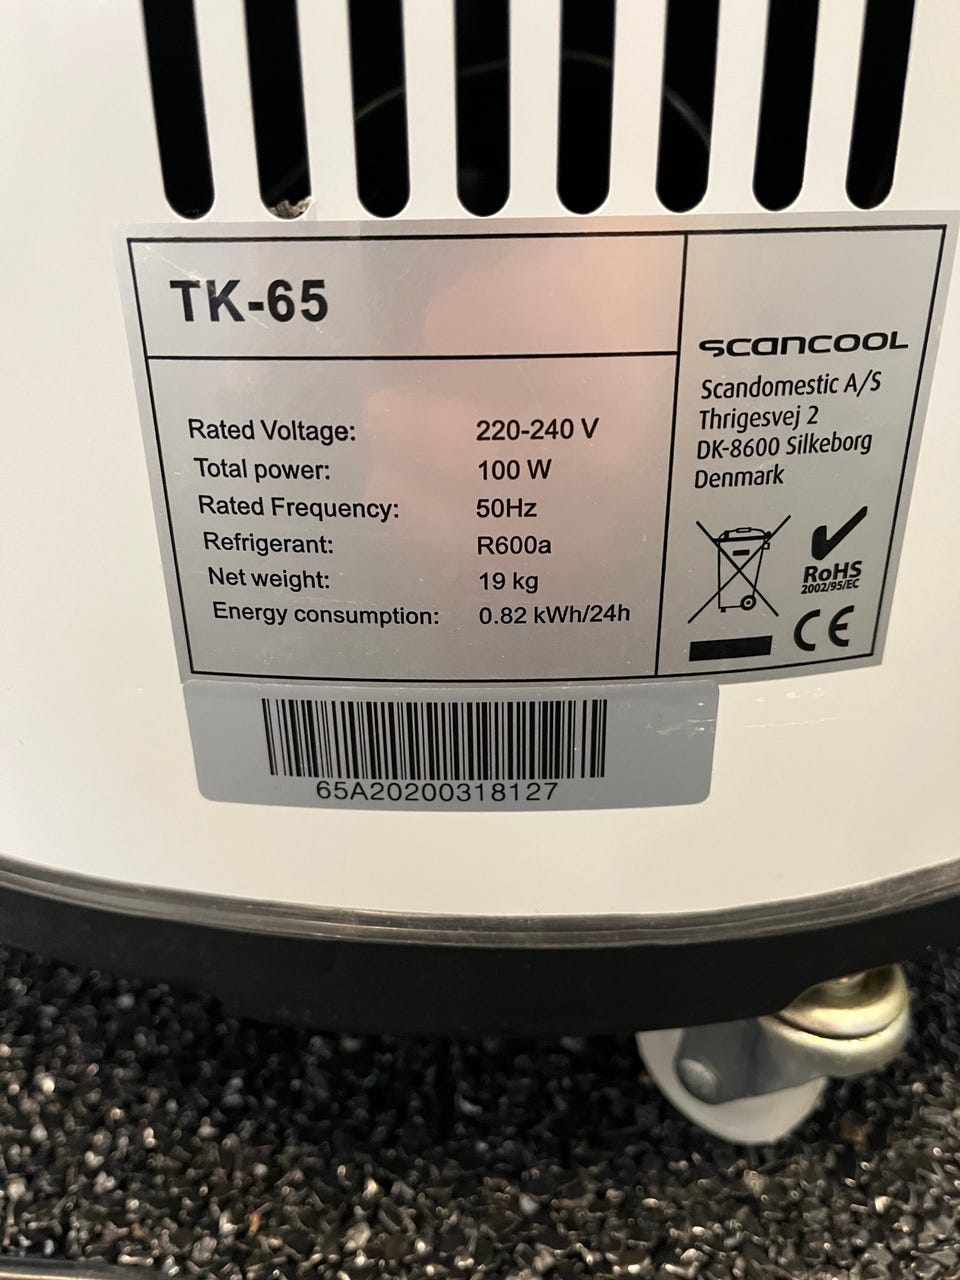 TK-65
Rated Voltage: 220-240 V
Total power: 100 W
Rated Frequency: 50Hz
Refrigerant: R600a
Net weight: 19 kg
Energy consumption: 0.82 kWh/24h
scancool
Scandomestic A/S
Thrigesvej 2
DK-8600 Silkeborg
Denmark
RoHS
2002/95/EC
CE
65A20200318127